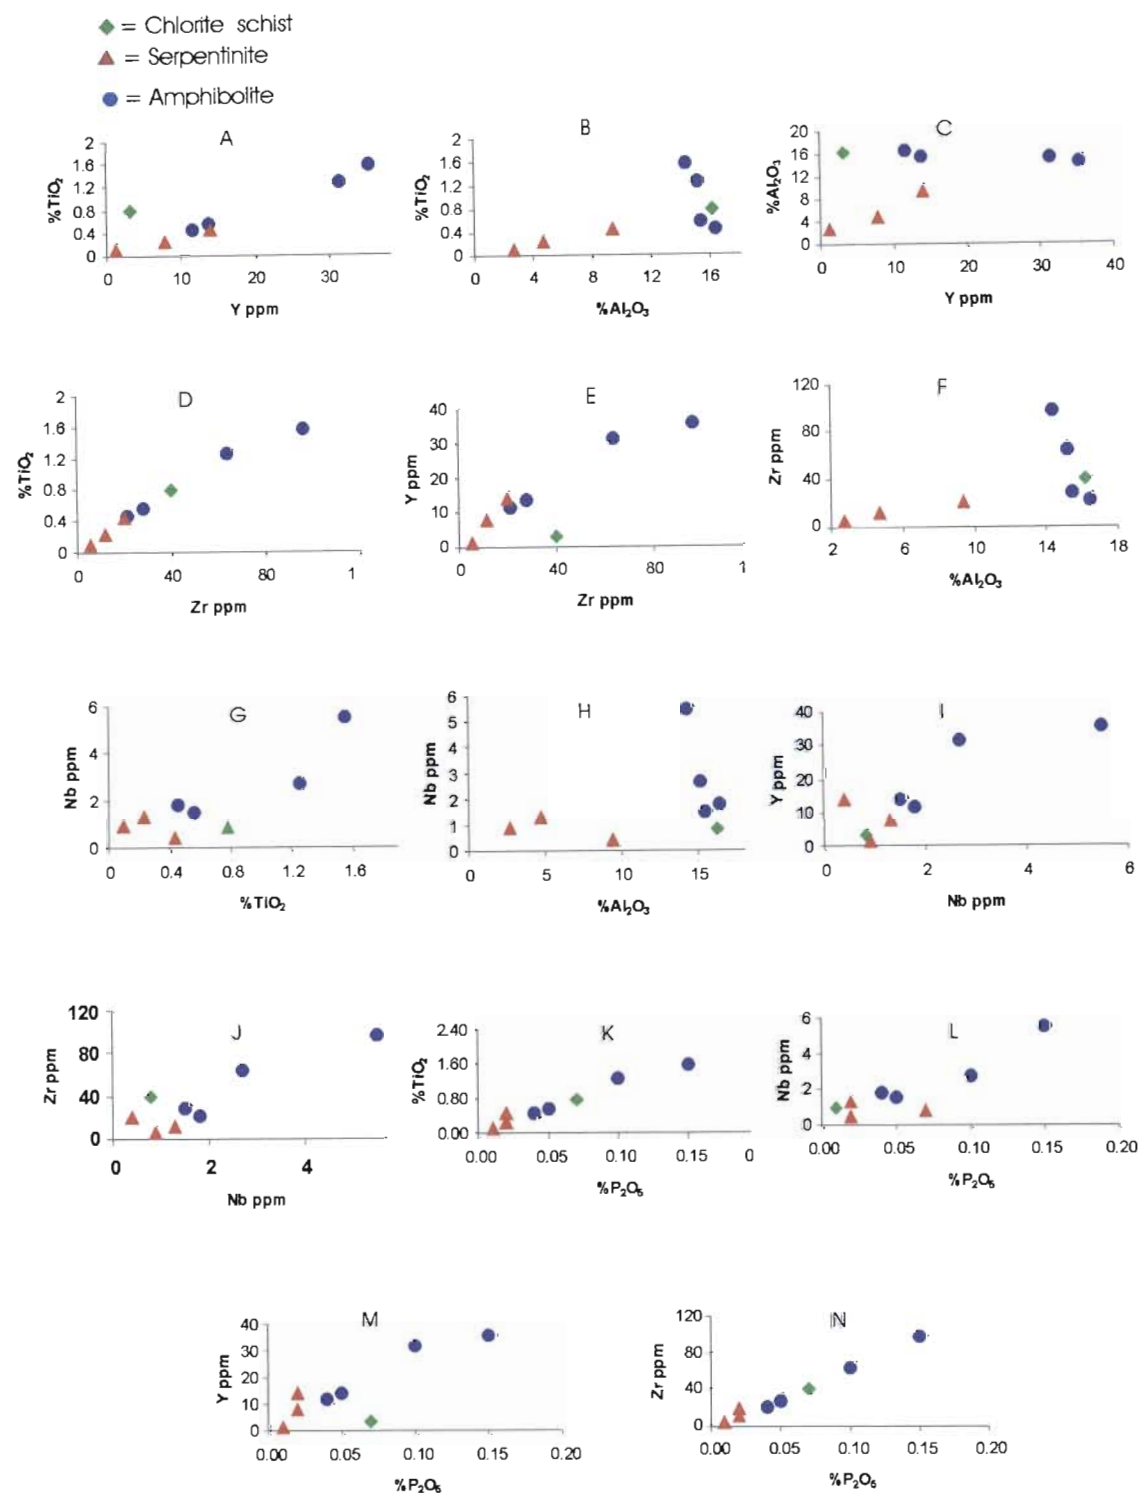 = Chlorite schist
= Serpentinite
= Amphibolite
A
2
1.6
1.2
0.8
0.4
0
%TiO₂
0 10 20 30
Y ppm
B
2
1.6
1.2
0.8
0.4
0
%TiO₂
0 4 8 12 16
%Al₂O₃
C
20
16
12
8
4
0
%Al₂O₃
0 10 20 30 40
Y ppm
D
2
1.6
1.2
0.8
0.4
0
%TiO₂
0 40 80 1
Zr ppm
E
40
30
20
10
0
Y ppm
0 40 80 1
Zr ppm
F
120
80
40
0
Zr ppm
2 6 10 14 18
%Al₂O₃
G
6
4
2
0
Nb ppm
0 0.4 0.8 1.2 1.6
%TiO₂
H
6
5
4
3
2
1
0
Nb ppm
0 5 10 15
%Al₂O₃
I
40
30
20
10
0
Y ppm
0 2 4 6
Nb ppm
J
120
80
40
0
Zr ppm
0 2 4
Nb ppm
K
2.40
1.60
0.80
0.00
%TiO₂
0.00 0.05 0.10 0.15 0
%P₂O₅
L
6
4
2
0
Nb ppm
0.00 0.05 0.10 0.15 0.20
%P₂O₅
M
40
30
20
10
0
Y ppm
0.00 0.05 0.10 0.15 0.20
%P₂O₅
N
120
80
40
0
Zr ppm
0.00 0.05 0.10 0.15 0.20
%P₂O₅